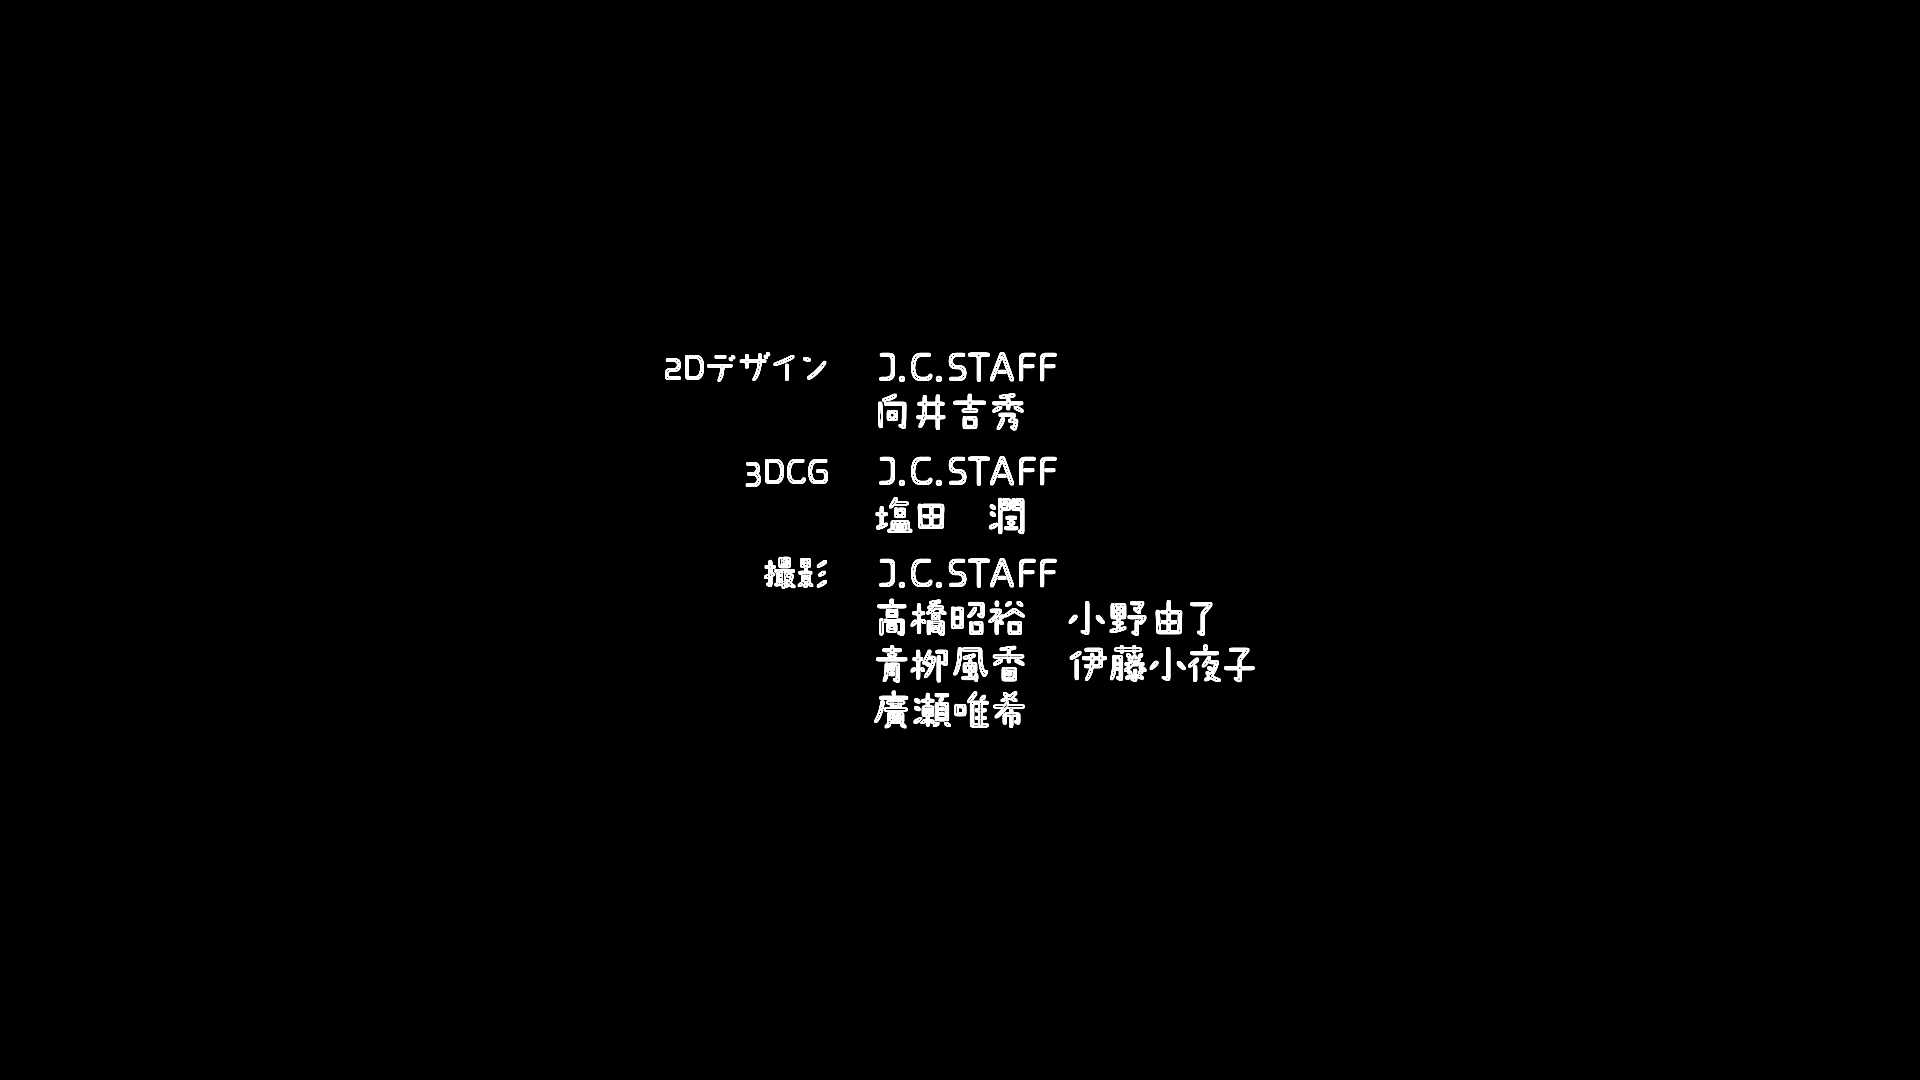 2Dデザイン J.C.STAFF
向井吉秀
3DCG J.C.STAFF
塩田 潤
撮影 J.C.STAFF
高橋昭裕 小野由了
青柳風香 伊藤小夜子
廣瀬唯希